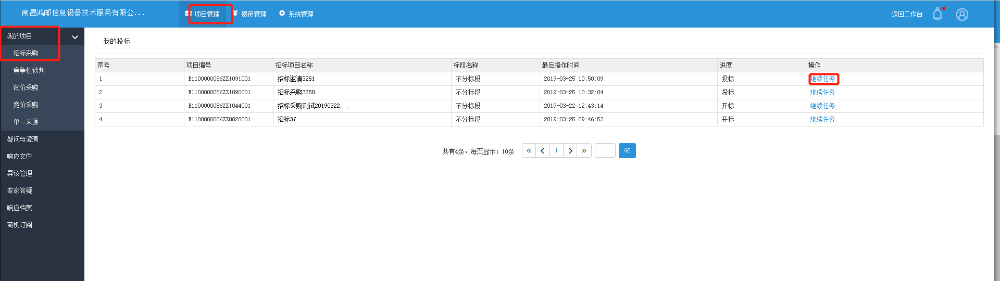 南昌鸿邮信息设备技术服务有限公... 项目管理 费用管理 系统管理 返回工作台
我的项目
招标采购
竞争性谈判
询价采购
竞价采购
单一来源
疑问与澄清
响应文件
异议管理
专家答疑
响应档案
商机订阅
我的投标
序号 项目编号 招标项目名称 标段名称 最后操作时间 进度 操作
1 E1100000086ZZ1091001 招标邀请3251 不分标段 2019-03-25 10:50:09 投标 继续任务
2 E1100000086ZZ1090001 招标采购3250 不分标段 2019-03-25 10:32:04 投标 继续任务
3 E1100000086ZZ1044001 招标采购测试20190322... 不分标段 2019-03-22 12:43:14 开标 继续任务
4 E1100000086ZZ0828001 招标37 不分标段 2019-03-25 09:46:53 开标 继续任务
共有4条，每页显示：10条 « < 1 > » GO